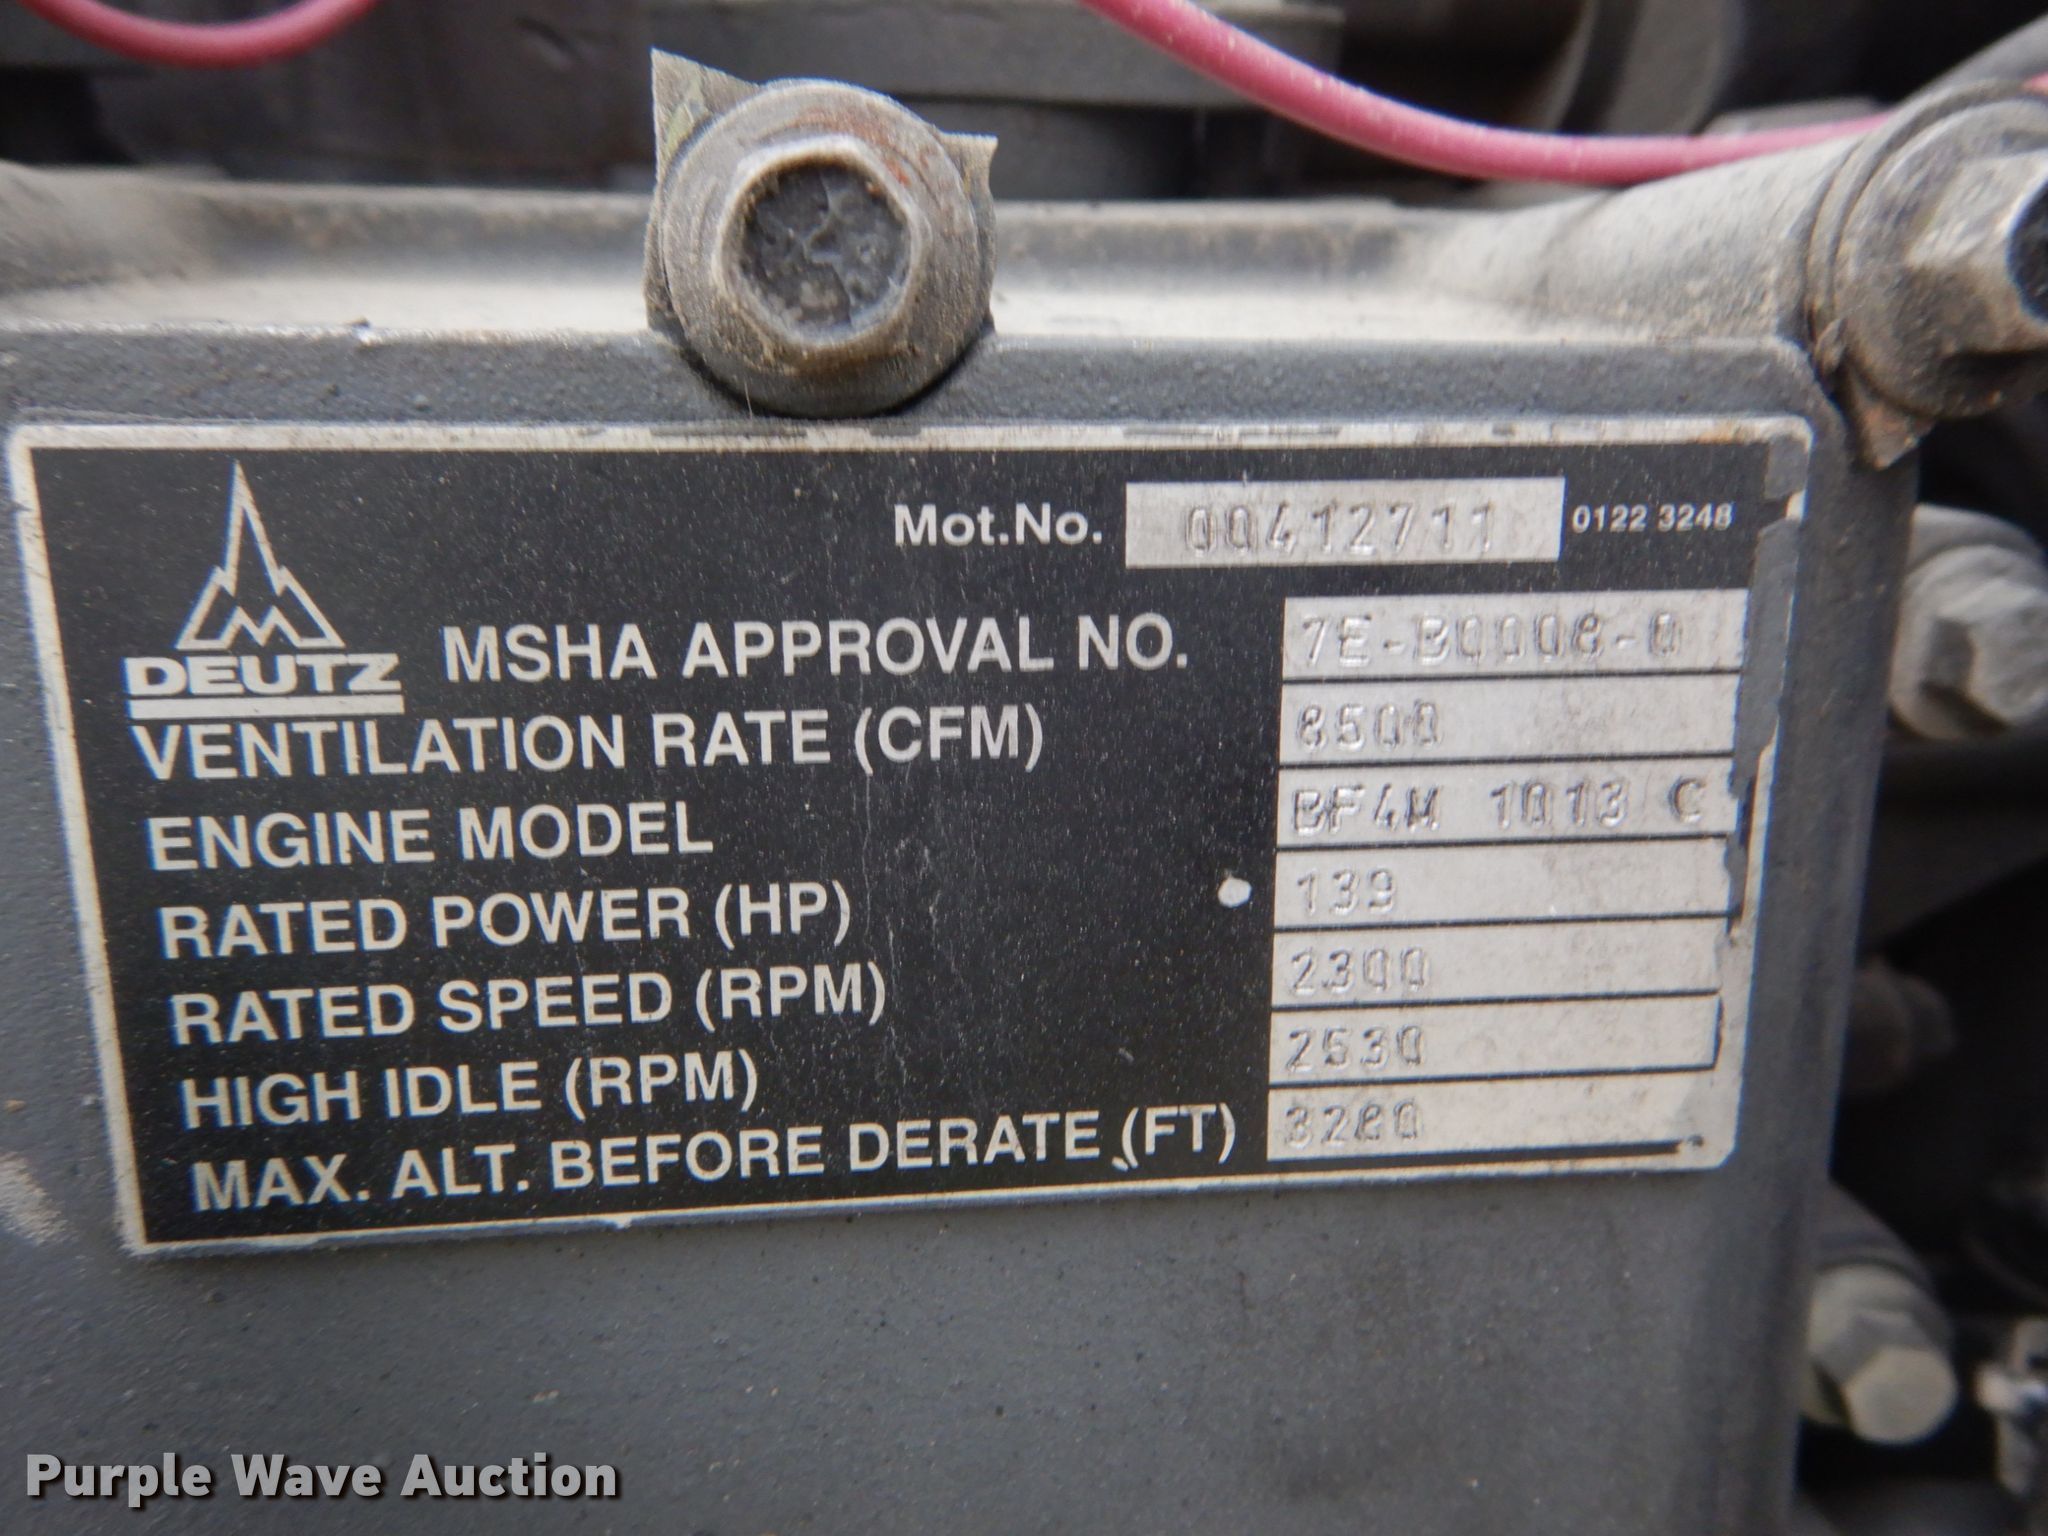 Mot.No. 00412711 0122 3248
DEUTZ MSHA APPROVAL NO. 7E-B0008-0
VENTILATION RATE (CFM) 8500
ENGINE MODEL BF4M 1013 C
RATED POWER (HP) 139
RATED SPEED (RPM) 2300
HIGH IDLE (RPM) 2530
MAX. ALT. BEFORE DERATE (FT) 3280
Purple Wave Auction